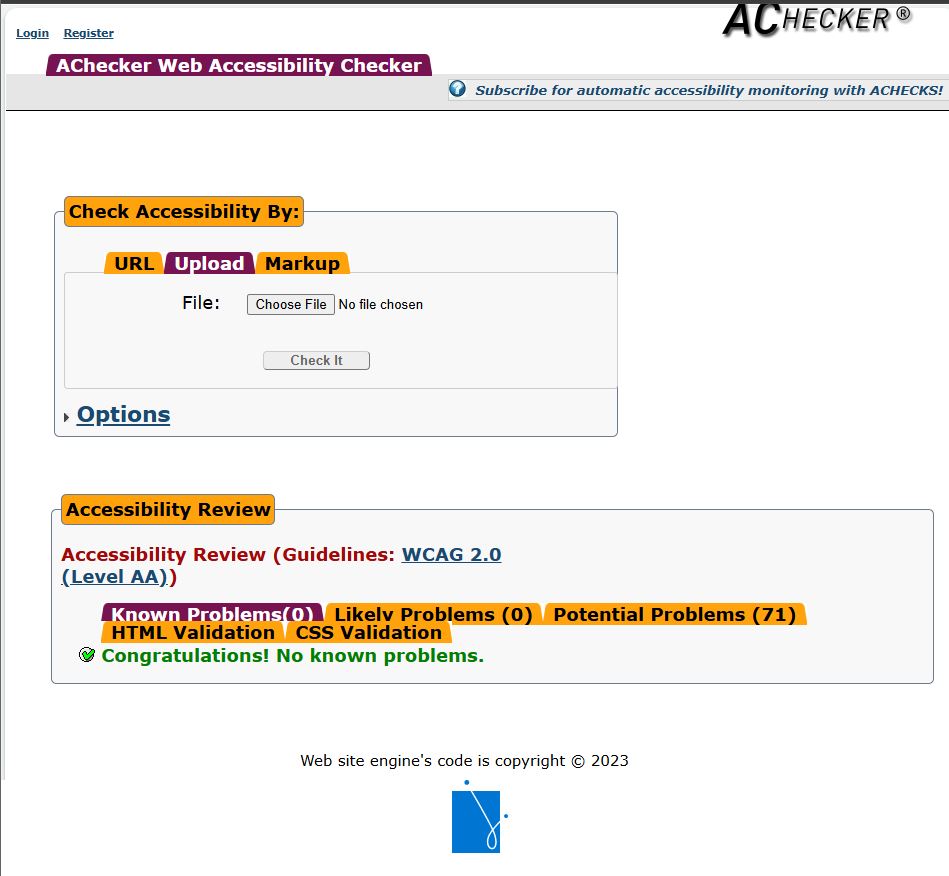 Login Register
ACHECKER ®
AChecker Web Accessibility Checker
Subscribe for automatic accessibility monitoring with ACHECKS!
Check Accessibility By:
URL Upload Markup
File: Choose File No file chosen
Check It
Options
Accessibility Review
Accessibility Review (Guidelines: WCAG 2.0
(Level AA))
Known Problems(0) Likely Problems (0) Potential Problems (71)
HTML Validation CSS Validation
Congratulations! No known problems.
Web site engine's code is copyright © 2023